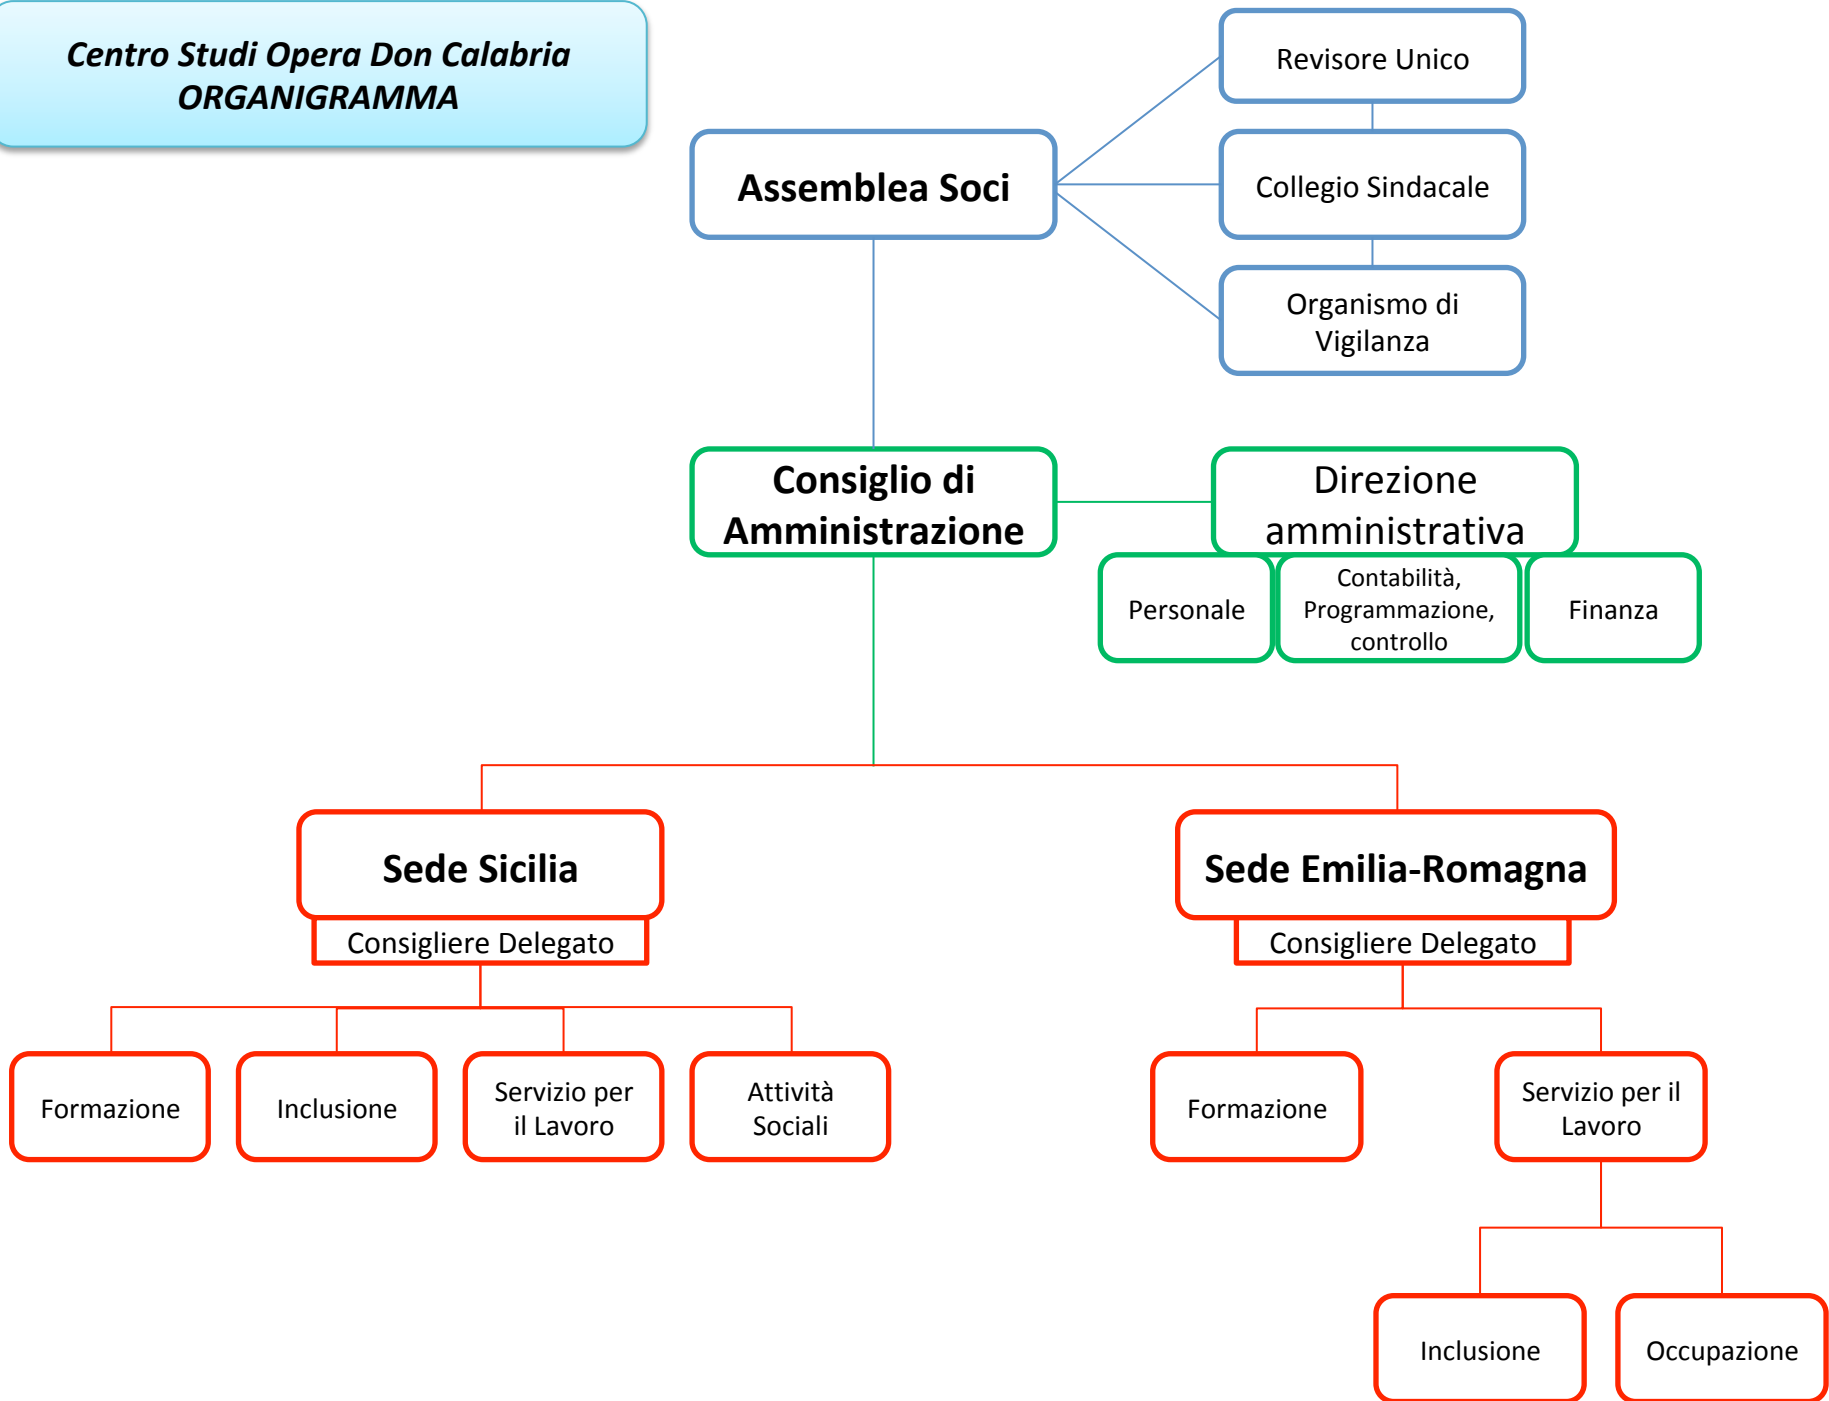 Centro Studi Opera Don Calabria
ORGANIGRAMMA
Revisore Unico
Assemblea Soci
Collegio Sindacale
Organismo di
Vigilanza
Consiglio di
Amministrazione
Direzione
amministrativa
Personale
Contabilità,
Programmazione,
controllo
Finanza
Sede Sicilia
Consigliere Delegato
Sede Emilia-Romagna
Consigliere Delegato
Formazione
Inclusione
Servizio per
il Lavoro
Attività
Sociali
Formazione
Servizio per il
Lavoro
Inclusione
Occupazione